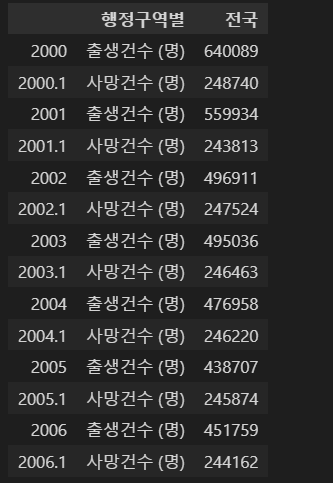 행정구역별 전국
2000 출생건수 (명) 640089
2000.1 사망건수 (명) 248740
2001 출생건수 (명) 559934
2001.1 사망건수 (명) 243813
2002 출생건수 (명) 496911
2002.1 사망건수 (명) 247524
2003 출생건수 (명) 495036
2003.1 사망건수 (명) 246463
2004 출생건수 (명) 476958
2004.1 사망건수 (명) 246220
2005 출생건수 (명) 438707
2005.1 사망건수 (명) 245874
2006 출생건수 (명) 451759
2006.1 사망건수 (명) 244162